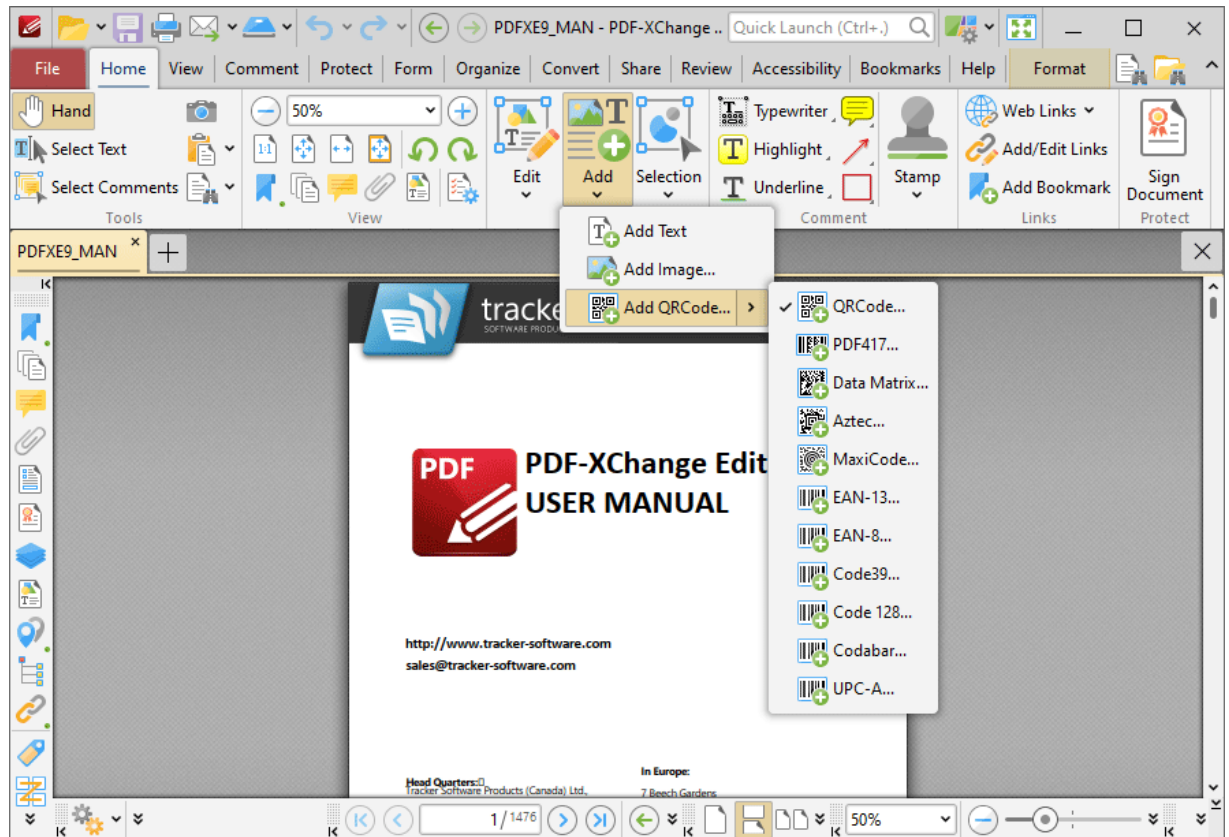 PDFXE9_MAN - PDF-XChange ..
Quick Launch (Ctrl+.)
File Home View Comment Protect Form Organize Convert Share Review Accessibility Bookmarks Help Format
Hand
Select Text
Select Comments
Tools
50%
1:1
View
Edit
Add
Selection
Typewriter
Highlight
Underline
Stamp
Comment
Web Links
Add/Edit Links
Add Bookmark
Links
Sign
Document
Protect
PDFXE9_MAN
Add Text
Add Image...
Add QRCode...
QRCode...
PDF417...
Data Matrix...
Aztec...
MaxiCode...
EAN-13...
EAN-8...
Code39...
Code 128...
Codabar...
UPC-A...
SOFTWARE
PDF
PDF-XChange
USER MANUAL
http://www.tracker-software.com
sales@tracker-software.com
Head Quarters:
Tracker Software Products (Canada) Ltd.,
In Europe:
7 Beech Gardens
1/1476
50%